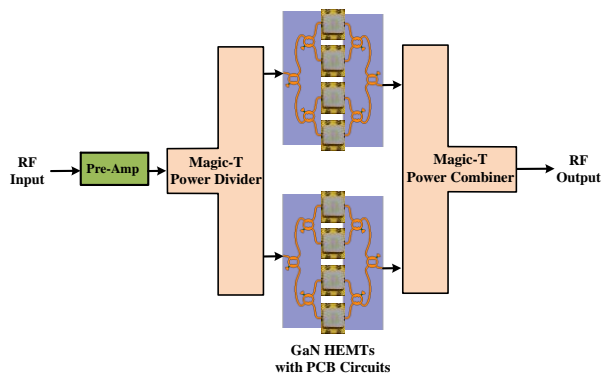 RF
Input
Pre-Amp
Magic-T
Power Divider
GaN HEMTs
with PCB Circuits
Magic-T
Power Combiner
RF
Output